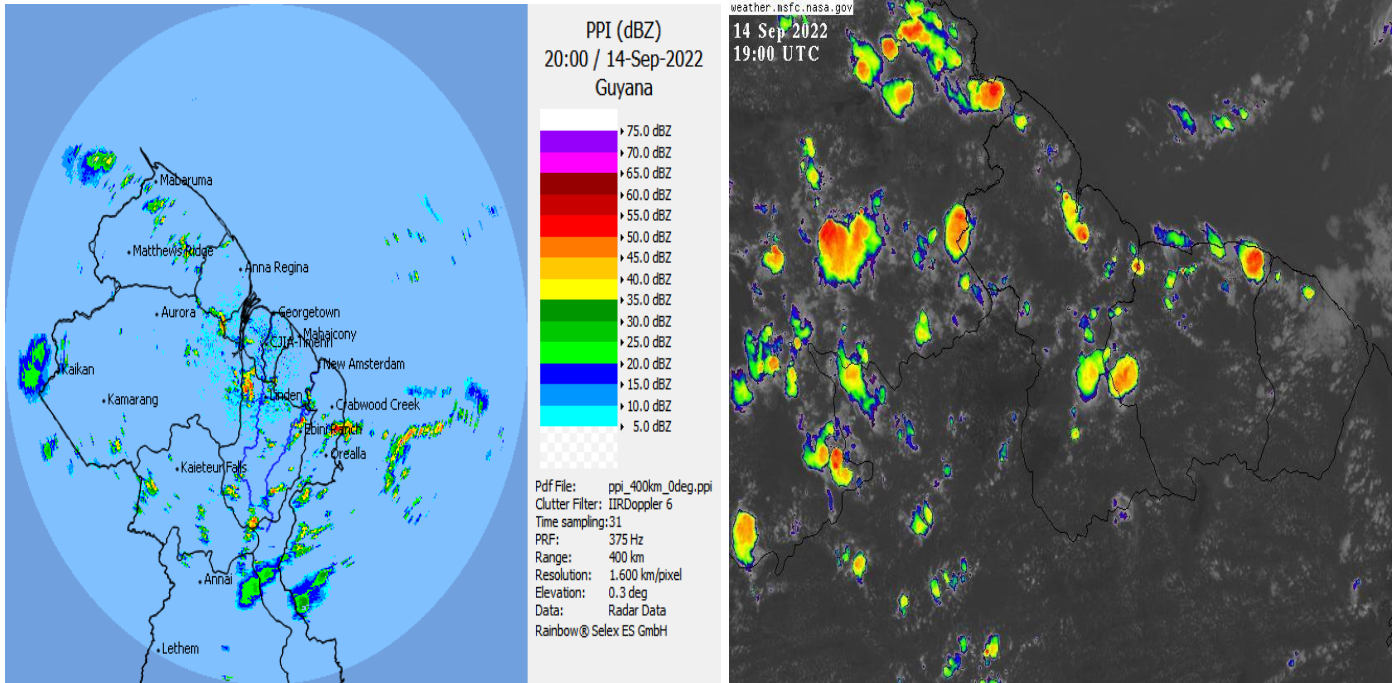 PPI (dBZ)
20:00 / 14-Sep-2022
Guyana
75.0 dBZ
70.0 dBZ
65.0 dBZ
60.0 dBZ
55.0 dBZ
50.0 dBZ
45.0 dBZ
40.0 dBZ
35.0 dBZ
30.0 dBZ
25.0 dBZ
20.0 dBZ
15.0 dBZ
10.0 dBZ
5.0 dBZ
Pdf File: ppi_400km_0deg.ppi
Clutter Filter: IIRDoppler 6
Time sampling:31
PRF: 375 Hz
Range: 400 km
Resolution: 1.600 km/pixel
Elevation: 0.3 deg
Data: Radar Data
Rainbow® Selex ES GmbH
Mabaruma
Matthews Ridge
Anna Regina
Aurora
Georgetown
Mahaicony
CJIA-Timehri
New Amsterdam
Kaikan
Kamarang
Linden
Crabwood Creek
Ebini Ranch
Orealla
Kaieteur Falls
Annai
Lethem
weather.msfc.nasa.gov
14 Sep 2022
19:00 UTC